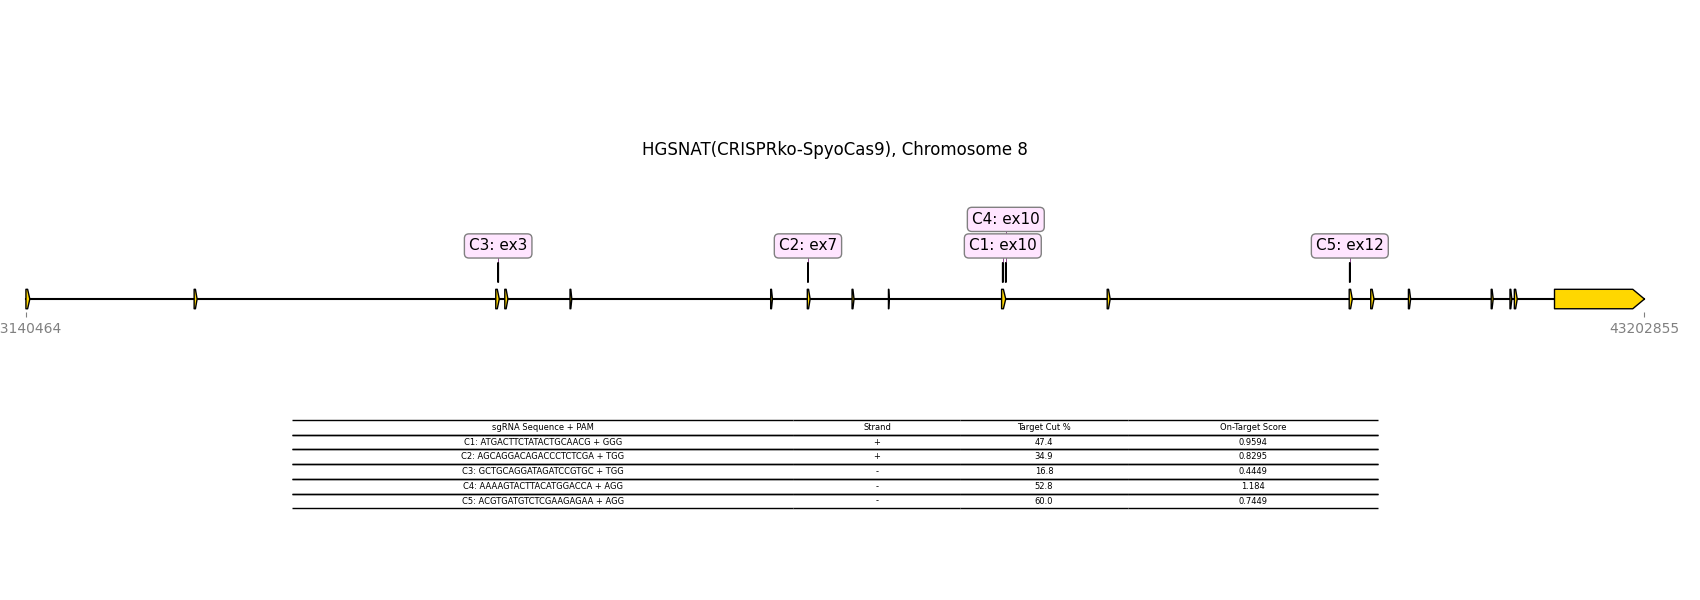 HGSNAT(CRISPRko-SpyoCas9), Chromosome 8
C4: ex10
C3: ex3 C2: ex7 C1: ex10 C5: ex12
3140464 43202855
sgRNA Sequence + PAM Strand Target Cut % On-Target Score
C1: ATGACTTCTATACTGCAACG + GGG + 47.4 0.9594
C2: AGCAGGACAGACCCTCTCGA + TGG + 34.9 0.8295
C3: GCTGCAGGATAGATCCGTGC + TGG - 16.8 0.4449
C4: AAAAGTACTTACATGGACCA + AGG - 52.8 1.184
C5: ACGTGATGTCTCGAAGAGAA + AGG - 60.0 0.7449